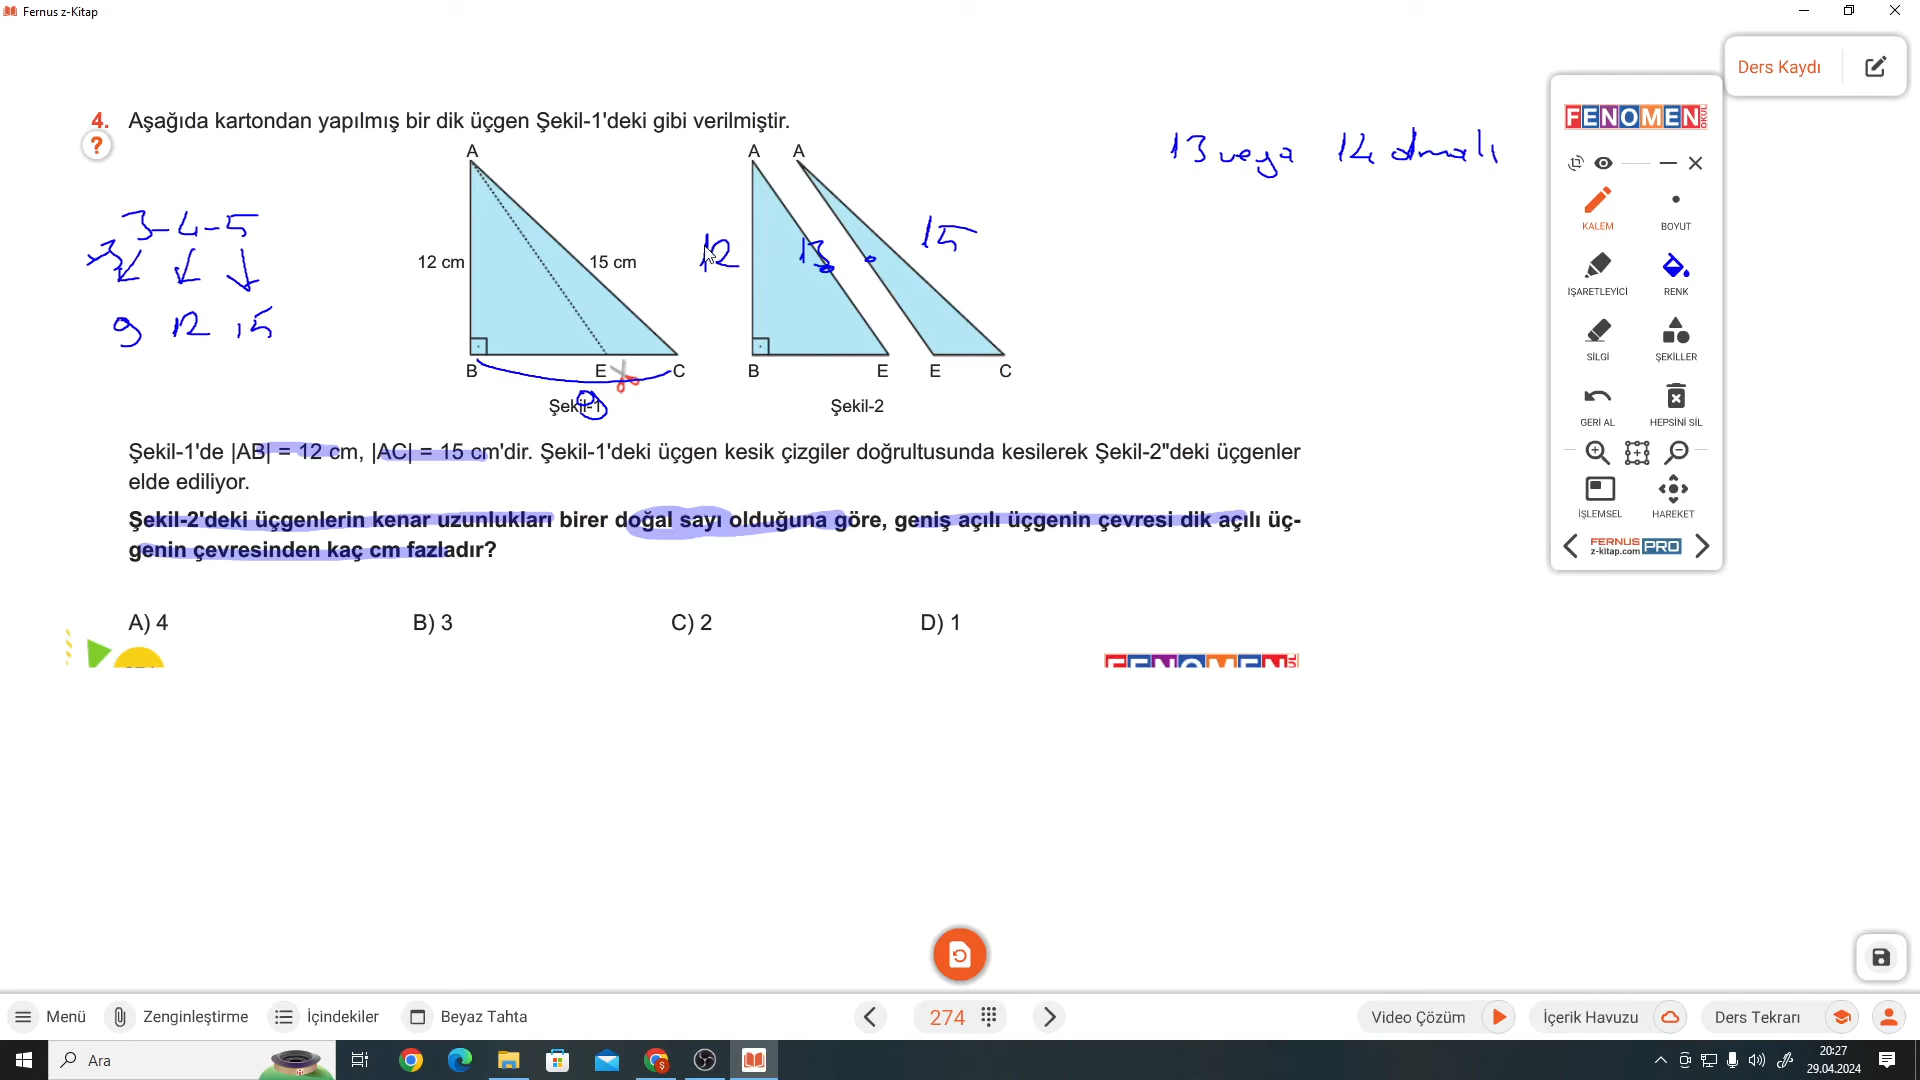 Fernus z-Kitap
Ders Kaydı
4. Aşağıda kartondan yapılmış bir dik üçgen Şekil-1'deki gibi verilmiştir.
?
13 veya 14 olmalı
3-4-5
9 12 15
A
12 cm
15 cm
B
E
C
9
Şekil-1
A A
12
13
15
B
E E
C
Şekil-2
Şekil-1'de |AB| = 12 cm, |AC| = 15 cm'dir. Şekil-1'deki üçgen kesik çizgiler doğrultusunda kesilerek Şekil-2"deki üçgenler
elde ediliyor.
Şekil-2'deki üçgenlerin kenar uzunlukları birer doğal sayı olduğuna göre, geniş açılı üçgenin çevresi dik açılı üç-
genin çevresinden kaç cm fazladır?
A) 4 B) 3 C) 2 D) 1
FENOMEN
FENOMEN OKUL
KALEM BOYUT
İŞARETLEYİCİ RENK
SİLGİ ŞEKİLLER
GERİ AL HEPSİNİ SİL
İŞLEMSEL HAREKET
FERNUS
z-kitap.com PRO
Menü Zenginleştirme İçindekiler Beyaz Tahta 274 Video Çözüm İçerik Havuzu Ders Tekrarı
Ara
20:27
29.04.2024